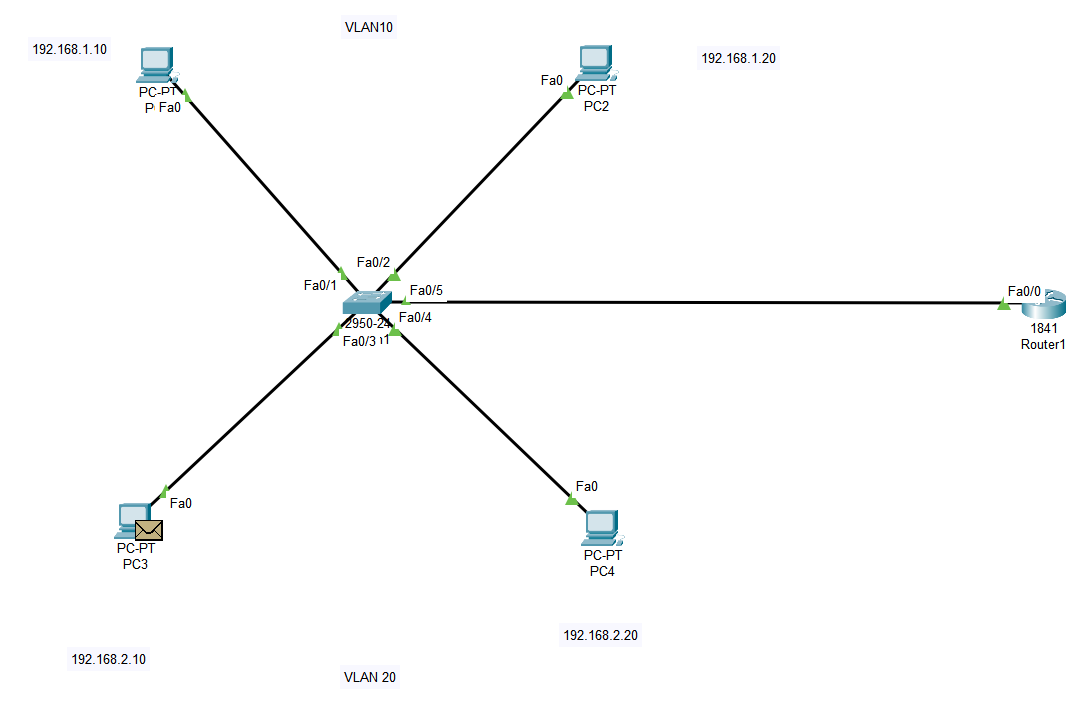 VLAN10
192.168.1.10
192.168.1.20
PC-PT
Fa0
Fa0
PC-PT
PC2
Fa0/2
Fa0/1
Fa0/5
Fa0/0
2950-24
Fa0/4
Fa0/3
1841
Router1
Fa0
PC-PT
PC3
Fa0
PC-PT
PC4
192.168.2.20
192.168.2.10
VLAN 20